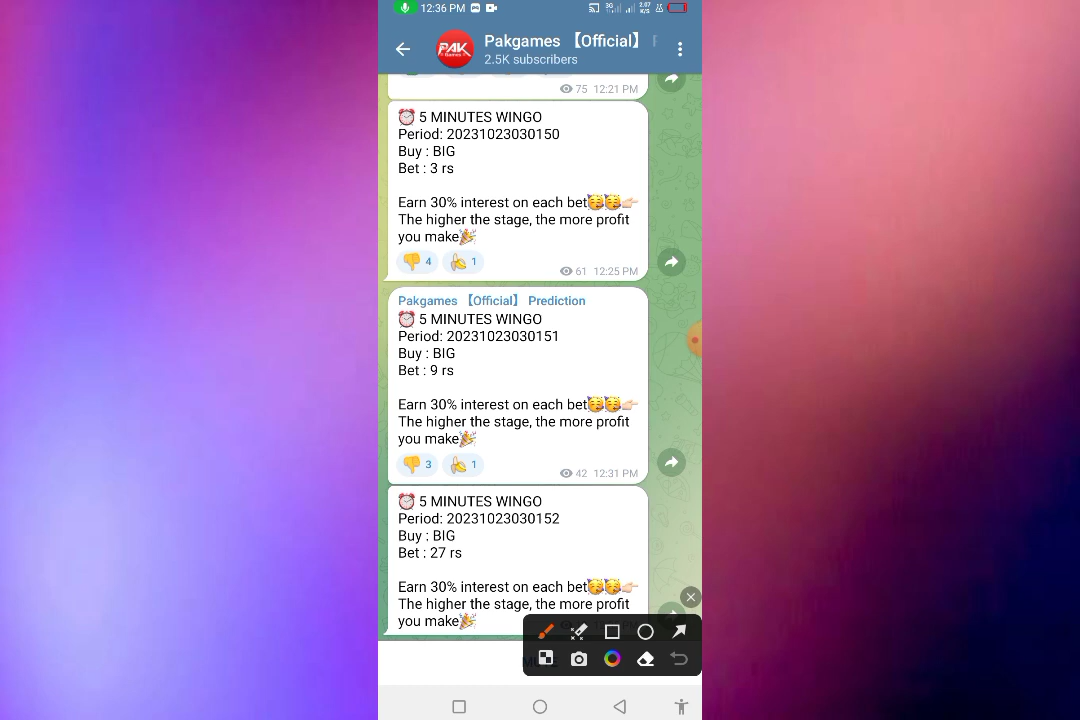 12:36 PM
3G
2.07 K/S
PAK Games
Pakgames 【Official】
2.5K subscribers
75 12:21 PM
5 MINUTES WINGO
Period: 20231023030150
Buy : BIG
Bet : 3 rs
Earn 30% interest on each bet🥳🥳👉🏻
The higher the stage, the more profit
you make🎉
👎 4 🍌 1
61 12:25 PM
Pakgames 【Official】 Prediction
⏰ 5 MINUTES WINGO
Period: 20231023030151
Buy : BIG
Bet : 9 rs
Earn 30% interest on each bet🥳🥳👉🏻
The higher the stage, the more profit
you make🎉
👎 3 🍌 1
42 12:31 PM
⏰ 5 MINUTES WINGO
Period: 20231023030152
Buy : BIG
Bet : 27 rs
Earn 30% interest on each bet🥳🥳👉🏻
The higher the stage, the more profit
you make🎉